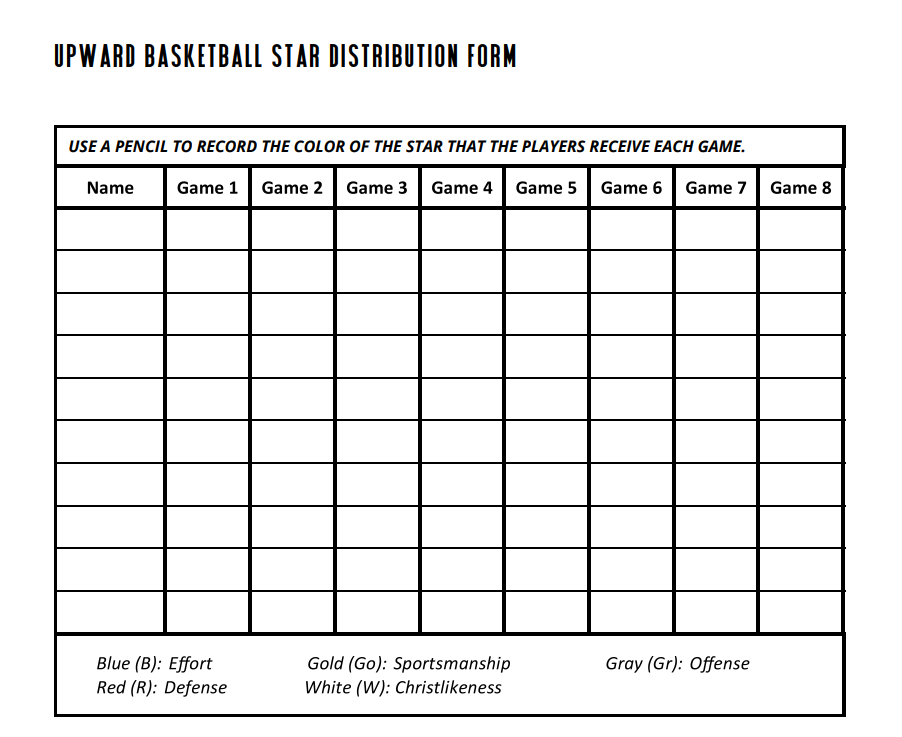 UPWARD BASKETBALL STAR DISTRIBUTION FORM
USE A PENCIL TO RECORD THE COLOR OF THE STAR THAT THE PLAYERS RECEIVE EACH GAME.
Name Game 1 Game 2 Game 3 Game 4 Game 5 Game 6 Game 7 Game 8
Blue (B): Effort Gold (Go): Sportsmanship Gray (Gr): Offense
Red (R): Defense White (W): Christlikeness